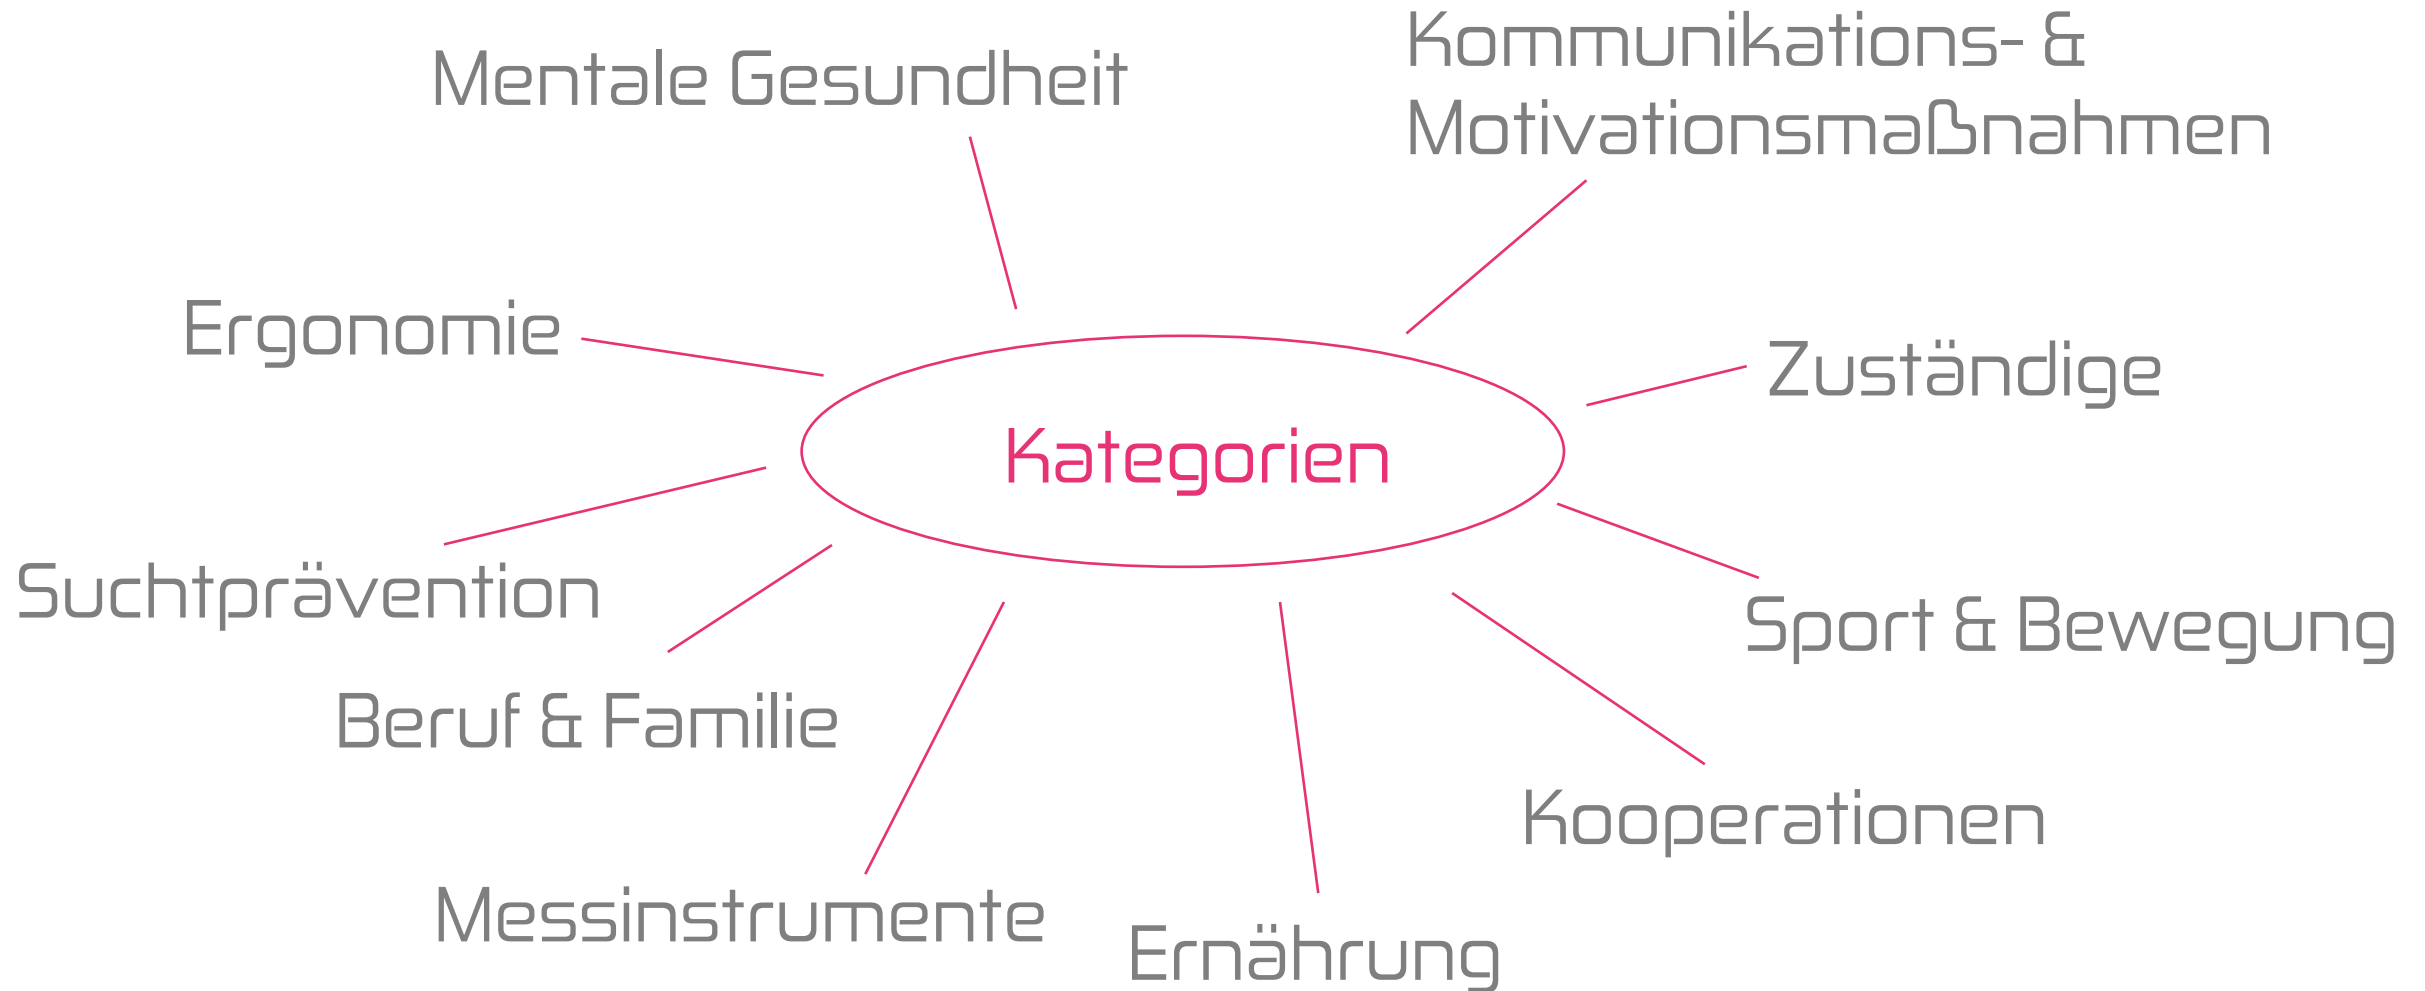 Mentale Gesundheit
Kommunikations- &
Motivationsmaßnahmen
Ergonomie
Zuständige
Kategorien
Suchtprävention
Sport & Bewegung
Beruf & Familie
Kooperationen
Messinstrumente
Ernährung